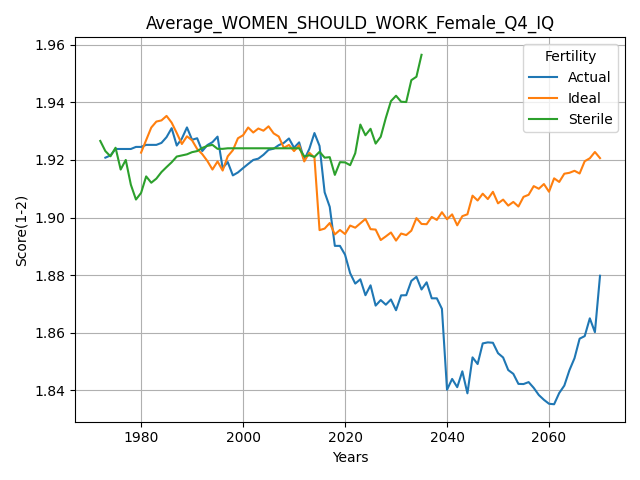 Average_WOMEN_SHOULD_WORK_Female_Q4_IQ
Fertility
Actual
Ideal
Sterile
Score(1-2)
1.96
1.94
1.92
1.90
1.88
1.86
1.84
1980
2000
2020
2040
2060
Years